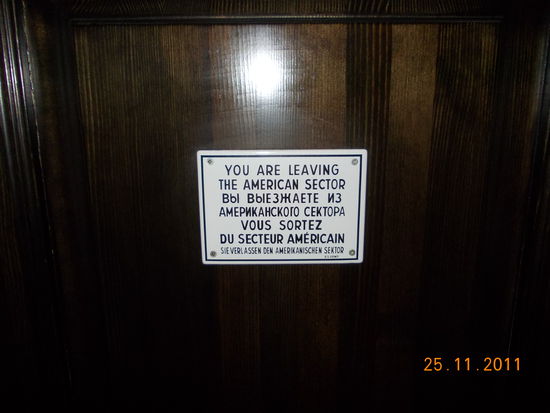 YOU ARE LEAVING
THE AMERICAN SECTOR
ВЫ ВЫЕЗЖАЕТЕ ИЗ
АМЕРИКАНСКОГО СЕКТОРА
VOUS SORTEZ
DU SECTEUR AMÉRICAIN
SIE VERLASSEN DEN AMERIKANISCHEN SEKTOR
25.11.2011